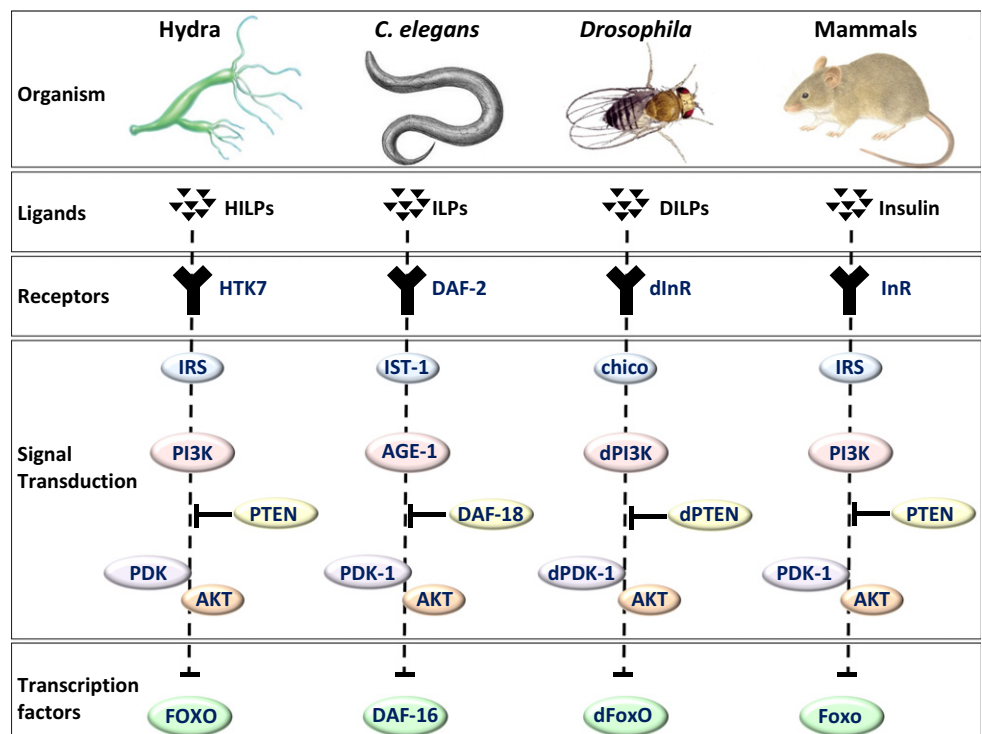 Hydra
C. elegans
Drosophila
Mammals
Organism
Ligands
HILPs
ILPs
DILPs
Insulin
Receptors
HTK7
DAF-2
dInR
InR
IRS
IST-1
chico
IRS
Signal
Transduction
PI3K
AGE-1
dPI3K
PI3K
PTEN
DAF-18
dPTEN
PTEN
PDK
PDK-1
dPDK-1
PDK-1
AKT
AKT
AKT
AKT
Transcription
factors
FOXO
DAF-16
dFoxO
Foxo